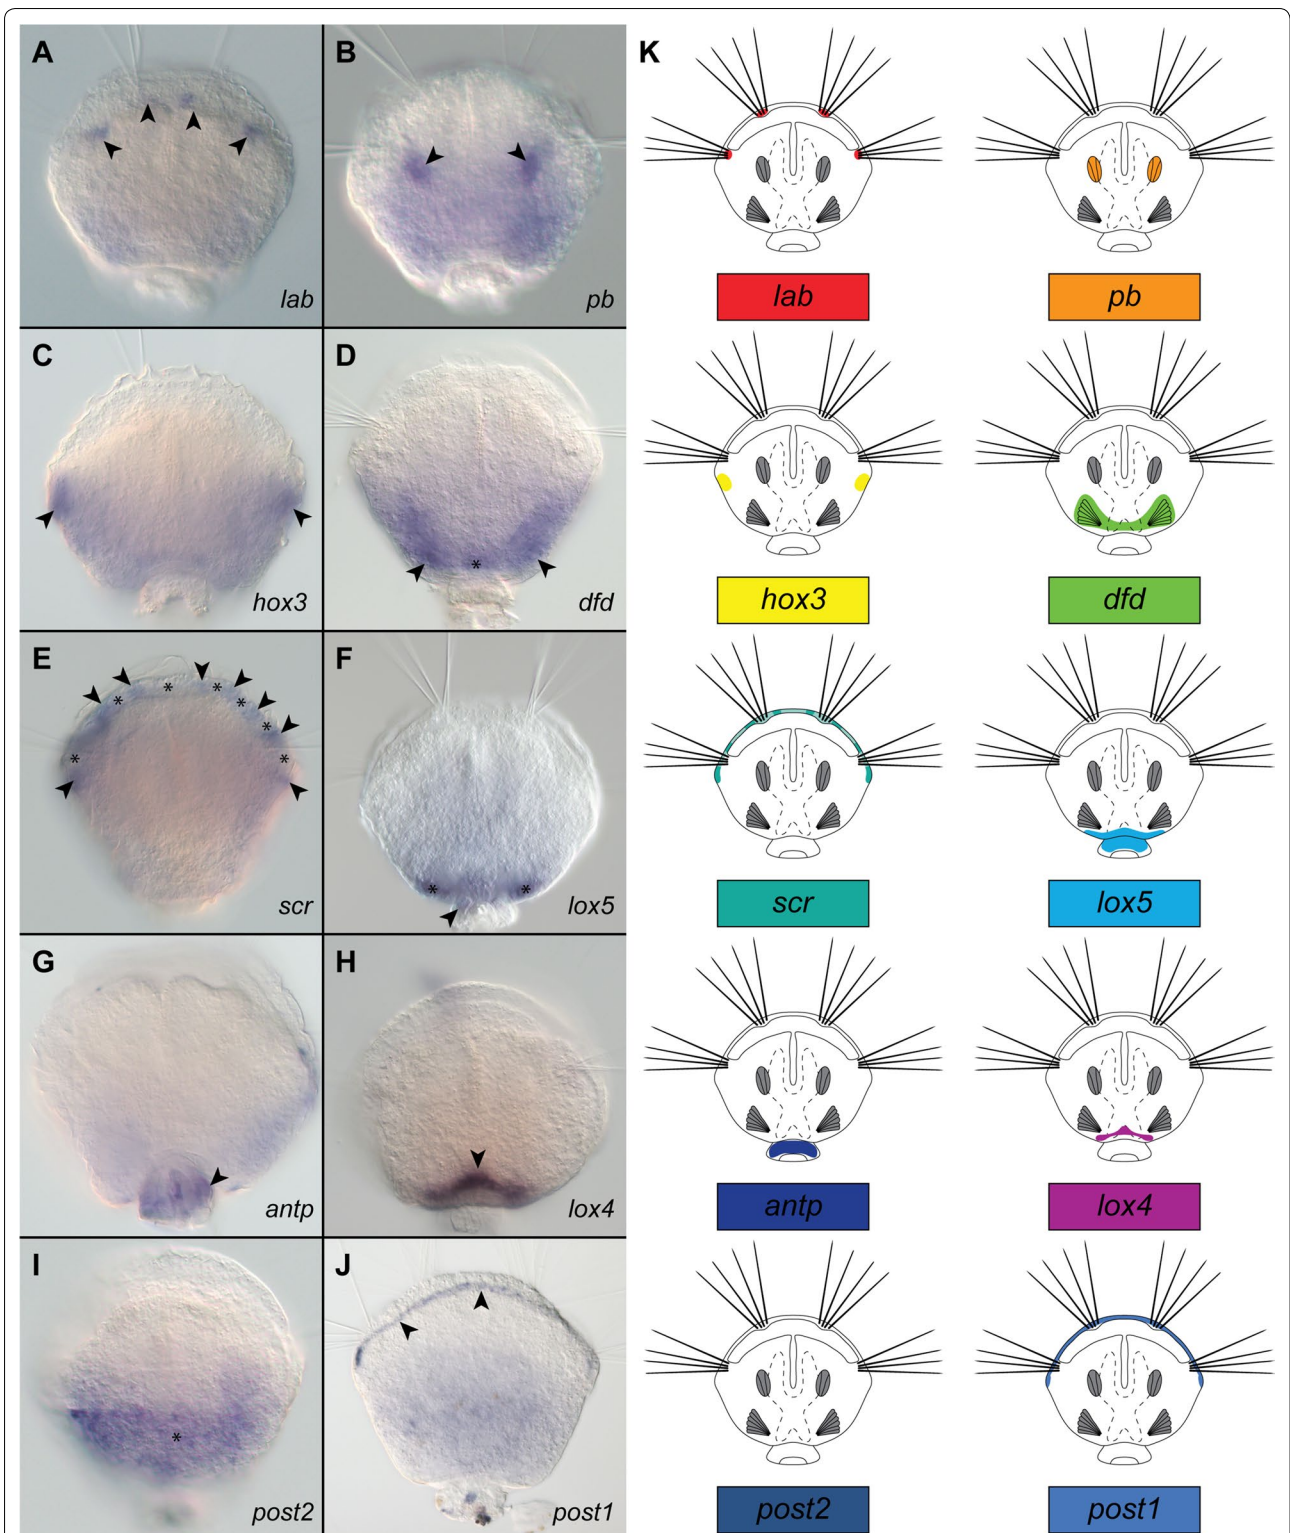 A
lab
B
pb
C
hox3
D
dfd
E
* * * * * * *
scr
F
* *
lox5
G
antp
H
lox4
I
*
post2
J
post1
K
lab
pb
hox3
dfd
scr
lox5
antp
lox4
post2
post1